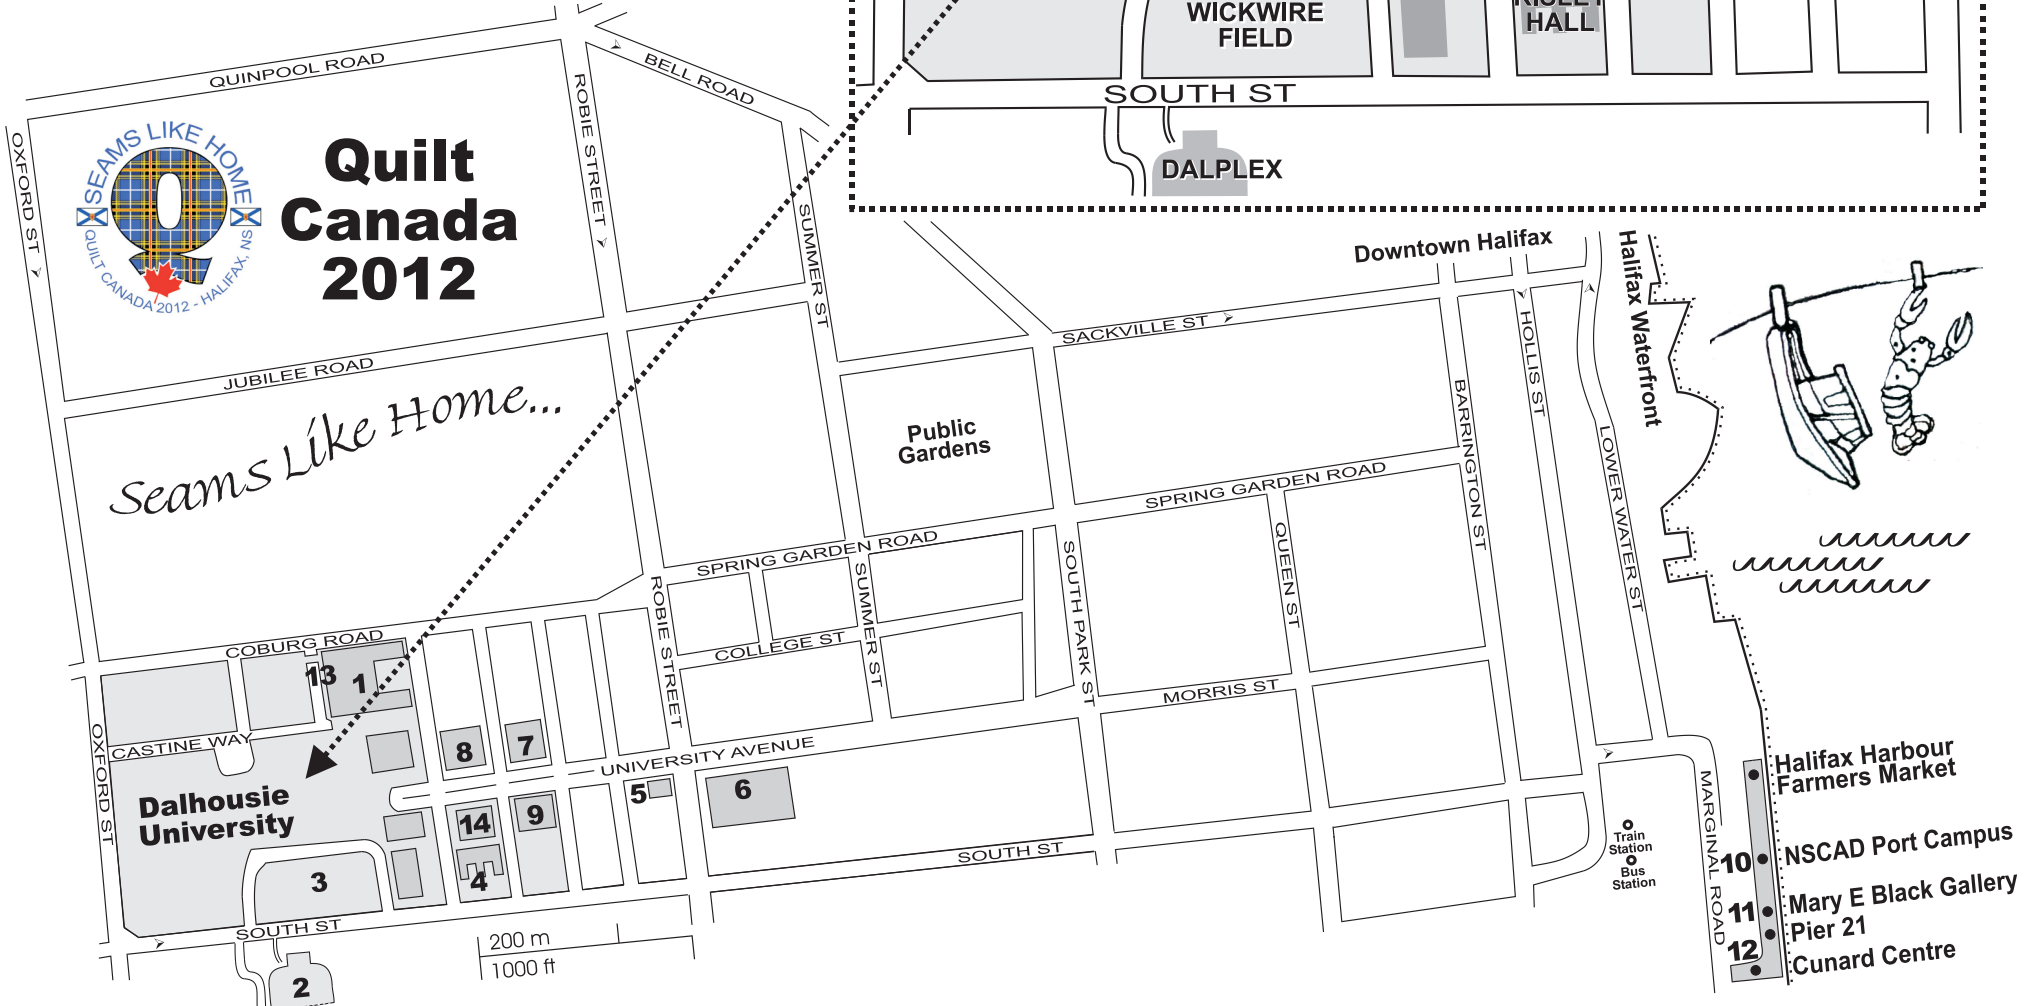 WICKWIRE
FIELD
RISLEY
HALL
SOUTH ST
DALPLEX
QUINPOOL ROAD
BELL ROAD
ROBIE STREET
OXFORD ST
SEAMS LIKE HOME
Q
QUILT CANADA 2012 - HALIFAX, NS
Quilt
Canada
2012
SUMMER ST
Downtown Halifax
Halifax Waterfront
SACKVILLE ST
HOLLIS ST
JUBILEE ROAD
Seams Like Home...
Public
Gardens
BARRINGTON ST
LOWER WATER ST
SPRING GARDEN ROAD
QUEEN ST
SPRING GARDEN ROAD
SUMMER ST
SOUTH PARK ST
ROBIE STREET
COLLEGE ST
COBURG ROAD
13
1
MORRIS ST
OXFORD ST
CASTINE WAY
8
7
UNIVERSITY AVENUE
5
6
Dalhousie
University
14
9
3
4
SOUTH ST
SOUTH ST
2
200 m
1000 ft
Train
Station
Bus
Station
MARGINAL ROAD
Halifax Harbour
Farmers Market
10
NSCAD Port Campus
11
Mary E Black Gallery
Pier 21
12
Cunard Centre